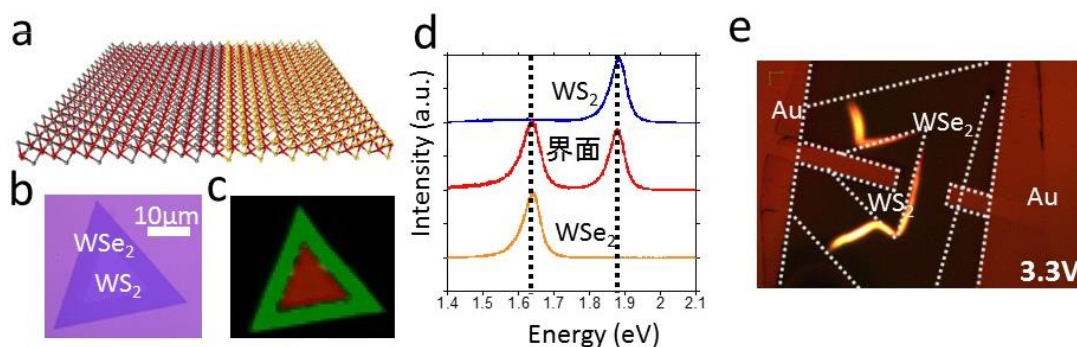 a
b
WSe2
WS2
10μm
c
d
Intensity (a.u.)
WS2
界面
WSe2
1.4 1.5 1.6 1.7 1.8 1.9 2 2.1
Energy (eV)
e
Au
WSe2
WS2
Au
3.3V